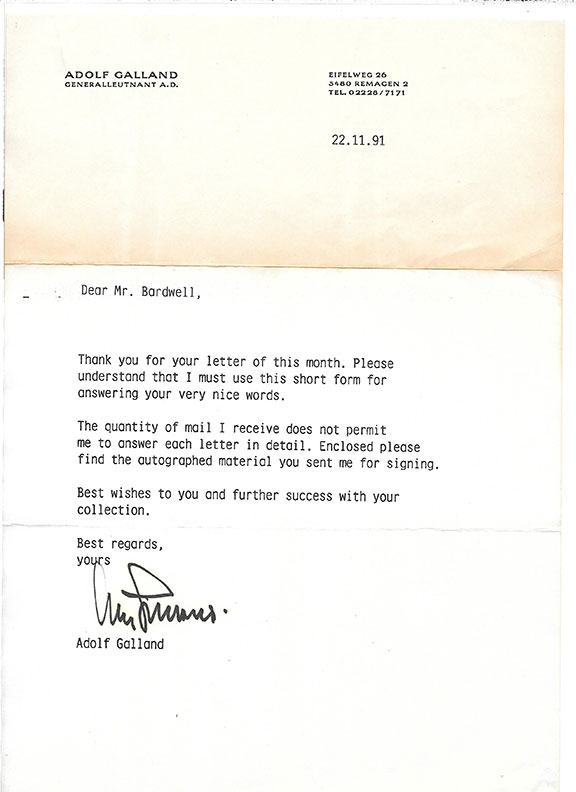 ADOLF GALLAND
GENERALLEUTNANT A.D.
EIFELWEG 26
5480 REMAGEN 2
TEL. 02228/7171
22.11.91
Dear Mr. Bardwell,
Thank you for your letter of this month. Please
understand that I must use this short form for
answering your very nice words.
The quantity of mail I receive does not permit
me to answer each letter in detail. Enclosed please
find the autographed material you sent me for signing.
Best wishes to you and further success with your
collection.
Best regards,
yours
Adolf Galland